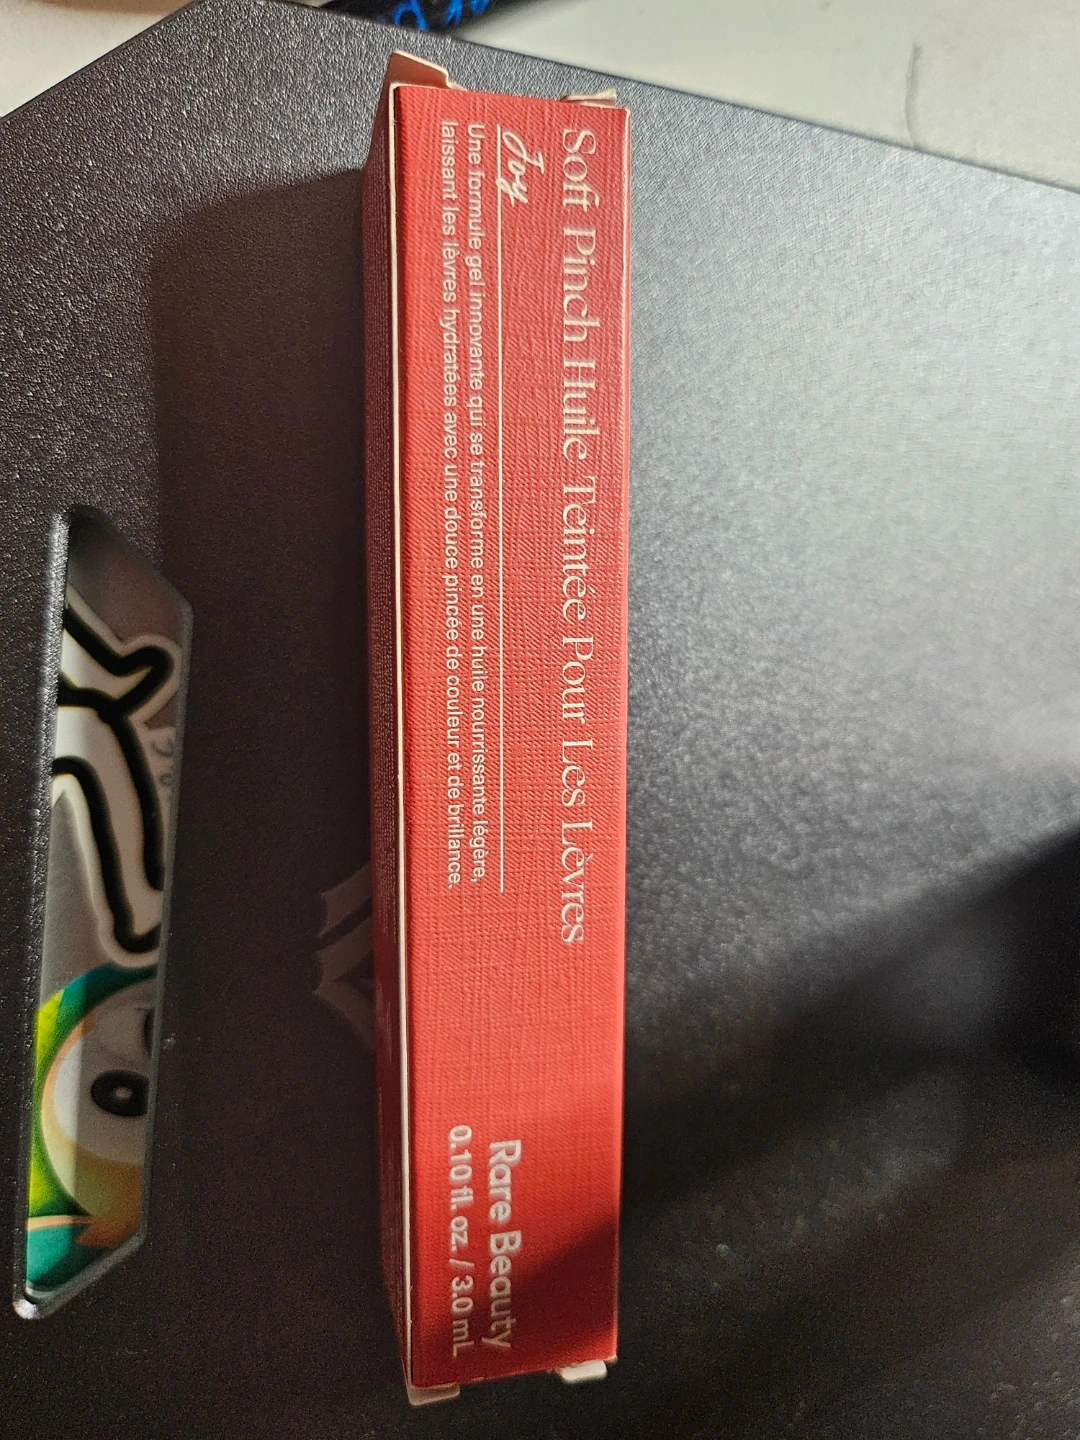 Soft Pinch Huile Teintée Pour Les Lèvres
Joy
Une formule gel innovante qui se transforme en une huile nourrissante légère,
laissant les lèvres hydratées avec une douce pincée de couleur et de brillance.
Rare Beauty
0.10 fl. oz. / 3.0 mL